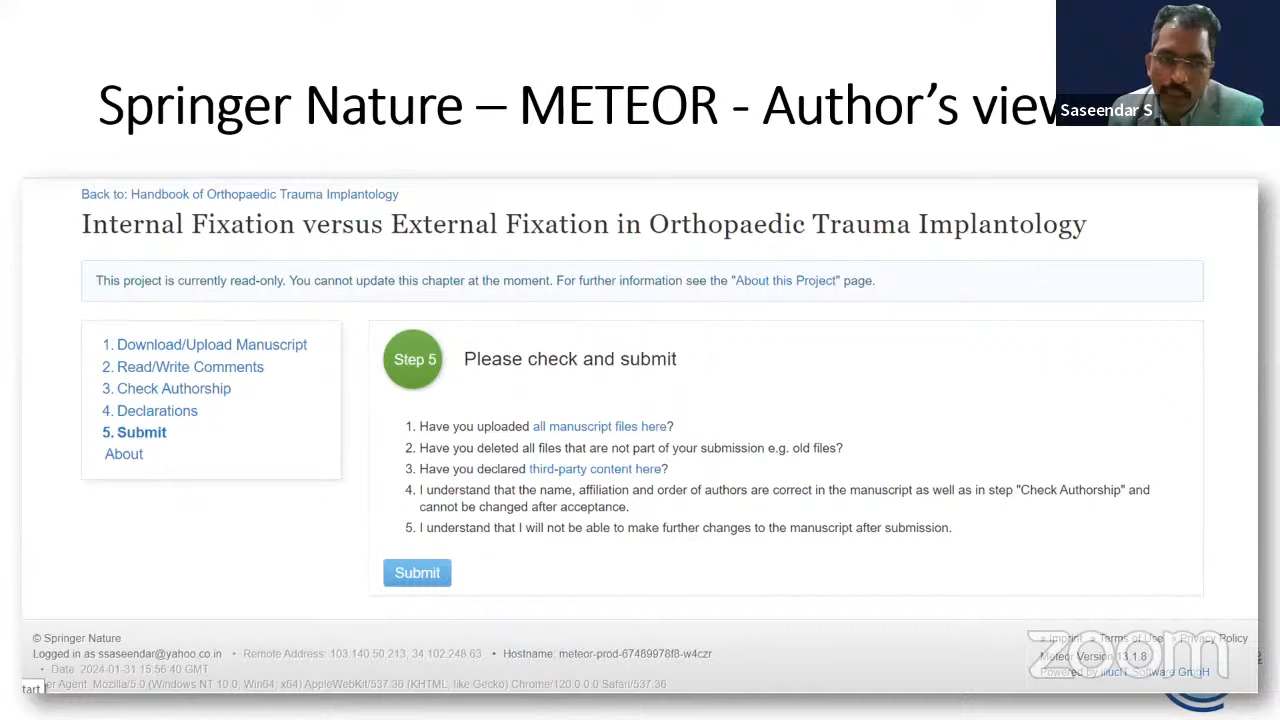 Springer Nature – METEOR - Author's view
Saseendar S
Back to: Handbook of Orthopaedic Trauma Implantology
Internal Fixation versus External Fixation in Orthopaedic Trauma Implantology
This project is currently read-only. You cannot update this chapter at the moment. For further information see the "About this Project" page.
1. Download/Upload Manuscript
2. Read/Write Comments
3. Check Authorship
4. Declarations
5. Submit
About
Step 5
Please check and submit
1. Have you uploaded all manuscript files here?
2. Have you deleted all files that are not part of your submission e.g. old files?
3. Have you declared third-party content here?
4. I understand that the name, affiliation and order of authors are correct in the manuscript as well as in step "Check Authorship" and
cannot be changed after acceptance.
5. I understand that I will not be able to make further changes to the manuscript after submission.
Submit
© Springer Nature
Logged in as ssaseendar@yahoo.co.in • Remote Address: 103.140.50.213, 34.102.248.63 • Hostname: meteor-prod-67489978f8-w4czr
• Date: 2024-01-31 15:56:40 GMT
er Agent: Mozilla/5.0 (Windows NT 10.0; Win64; x64) AppleWebKit/537.36 (KHTML, like Gecko) Chrome/120.0.0.0 Safari/537.36
tart
» Imprint » Terms of Use » Privacy Policy
Meteor Version 13.1.8
Powered by GmbH
zoom